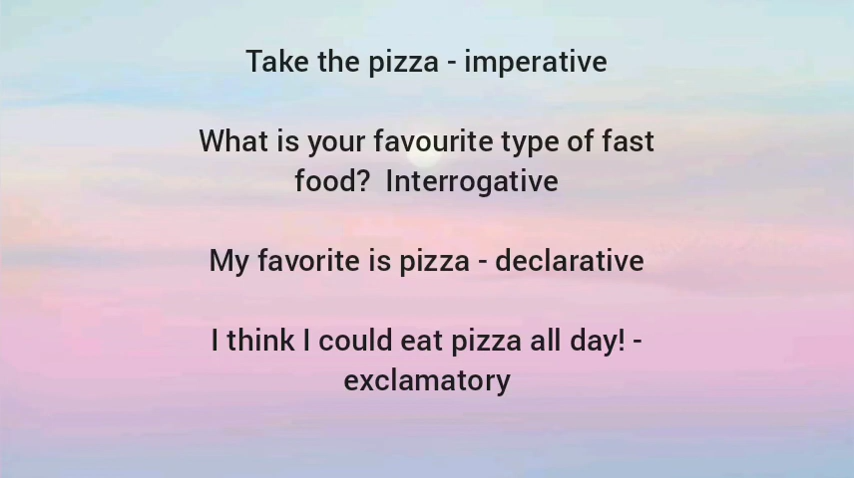 Take the pizza - imperative
What is your favourite type of fast
food?  Interrogative
My favorite is pizza - declarative
I think I could eat pizza all day! -
exclamatory